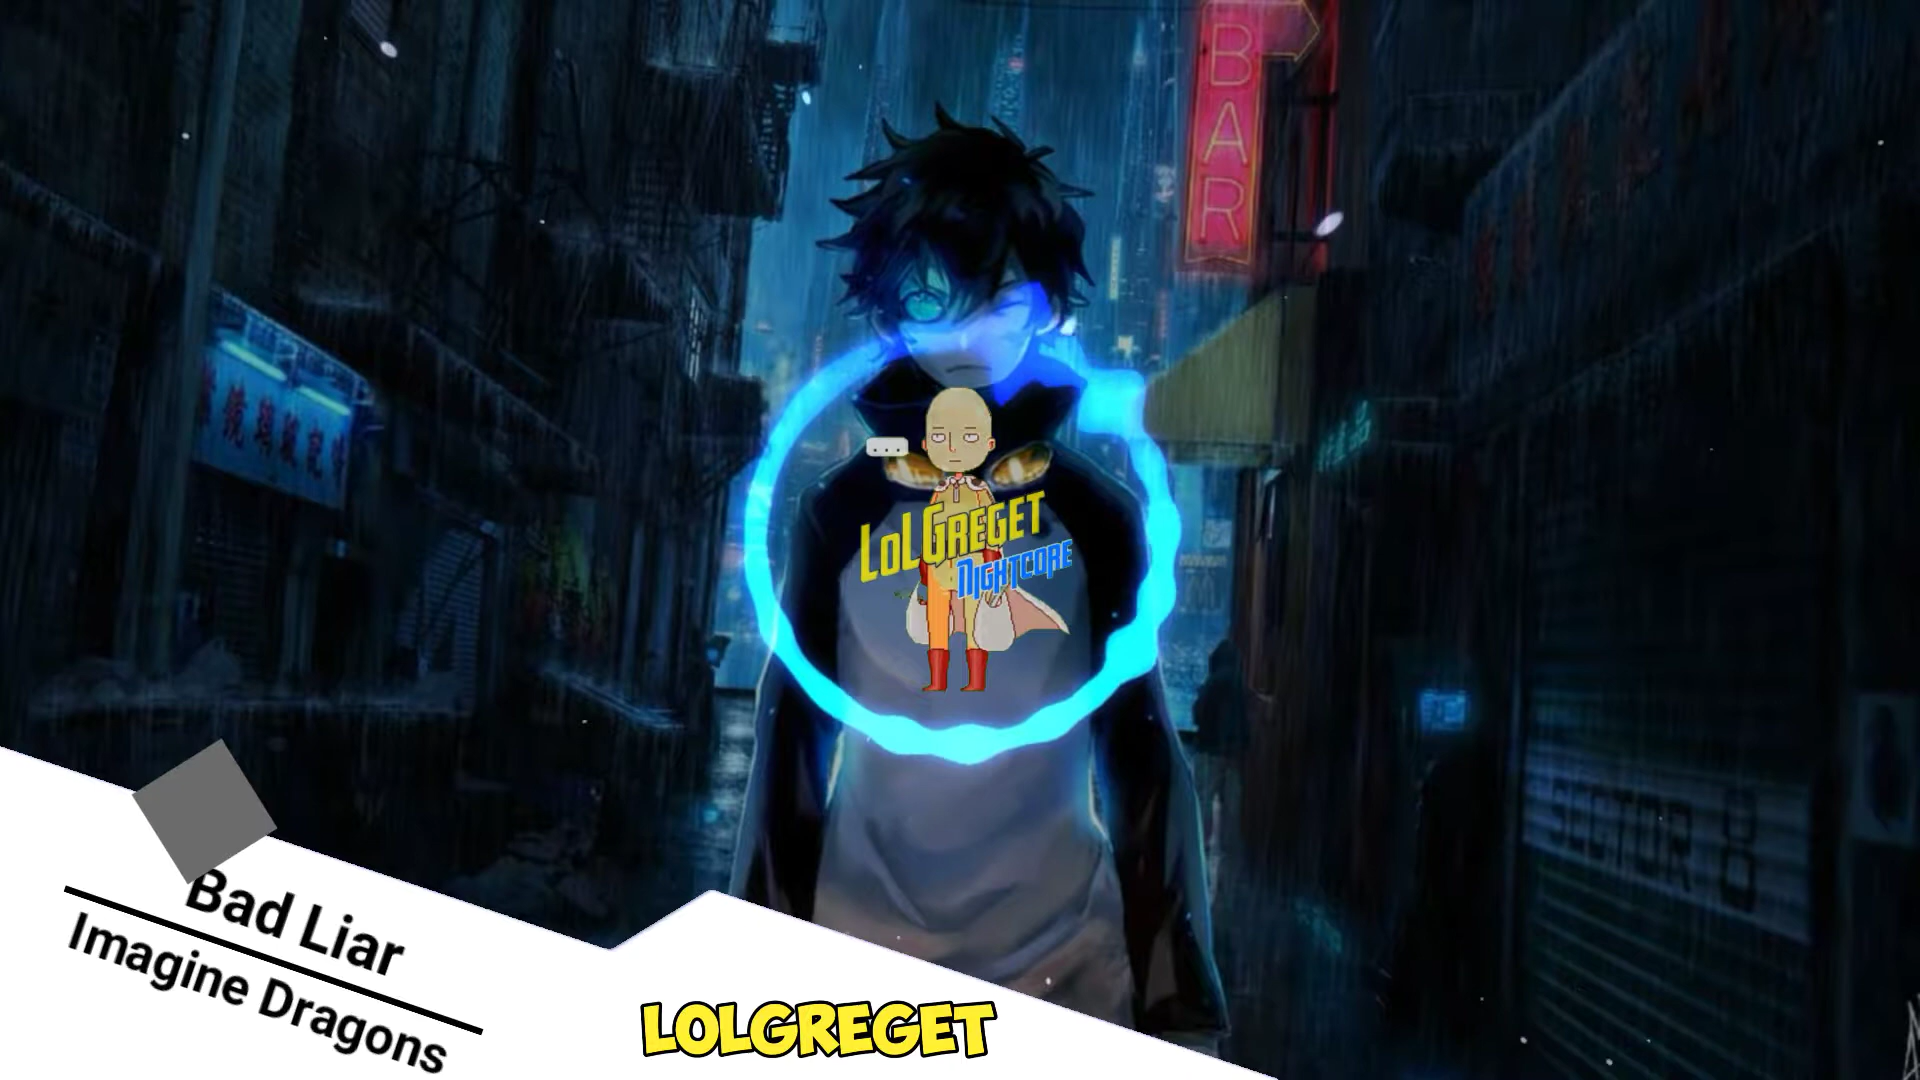 BAR
LOLGREGET
NIGHTCORE
SECTOR 8
Bad Liar
Imagine Dragons
LOLGREGET